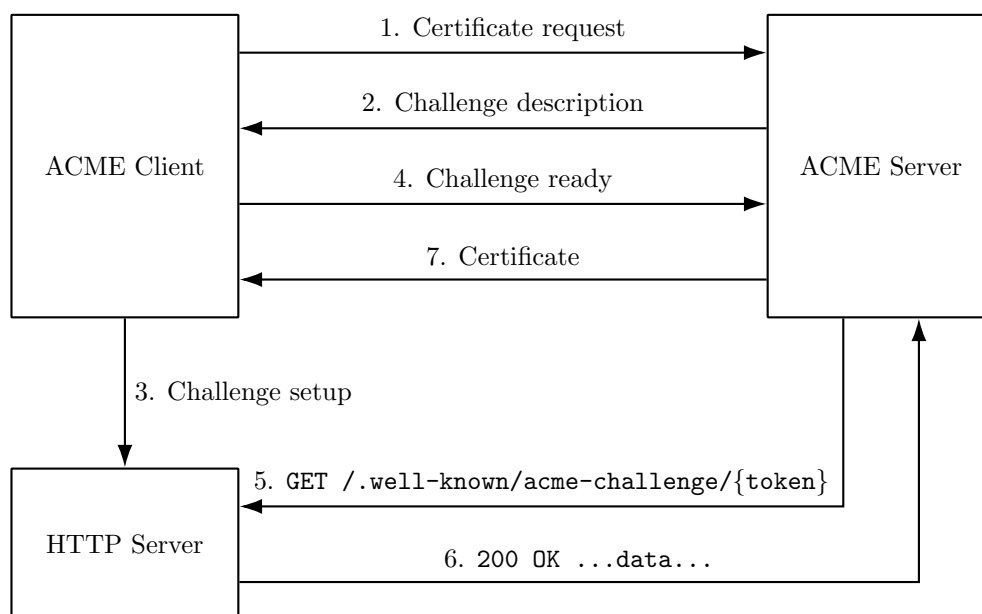 1. Certificate request
2. Challenge description
ACME Client
ACME Server
4. Challenge ready
7. Certificate
3. Challenge setup
5. GET /.well-known/acme-challenge/{token}
HTTP Server
6. 200 OK ...data...